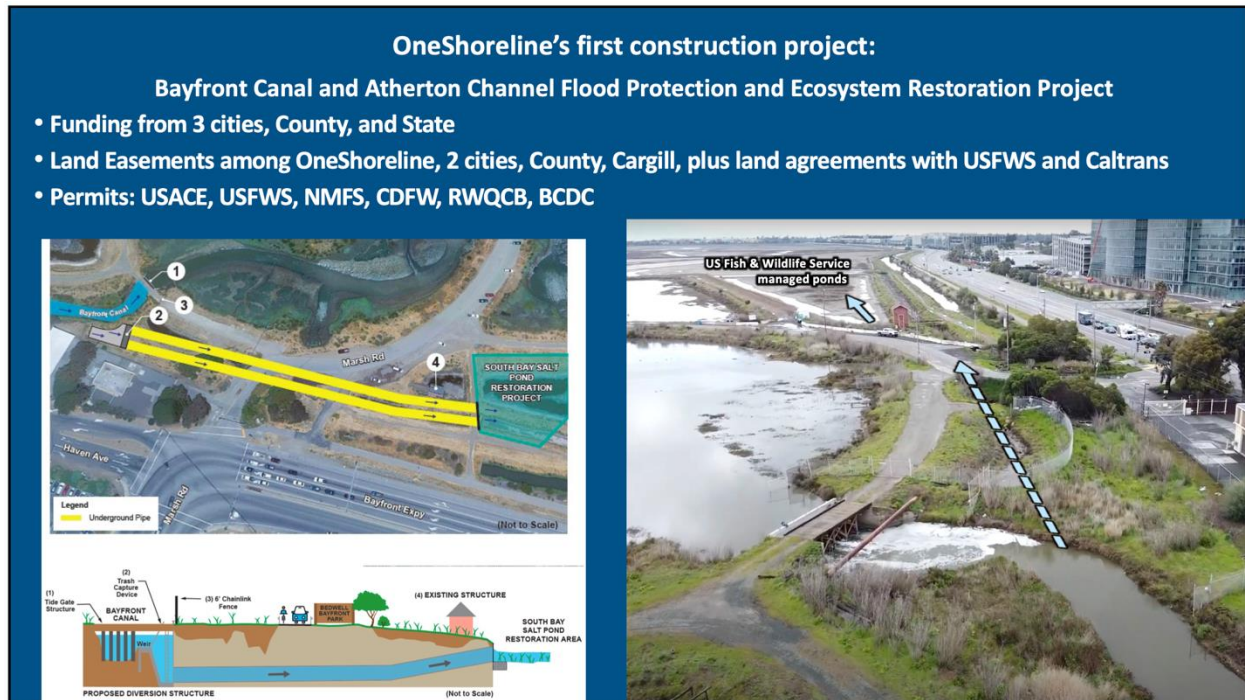 OneShoreline's first construction project:
Bayfront Canal and Atherton Channel Flood Protection and Ecosystem Restoration Project
• Funding from 3 cities, County, and State
• Land Easements among OneShoreline, 2 cities, County, Cargill, plus land agreements with USFWS and Caltrans
• Permits: USACE, USFWS, NMFS, CDFW, RWQCB, BCDC
1
Bayfront Canal
3
2
Marsh Rd
4
SOUTH BAY SALT
POND
RESTORATION
PROJECT
Haven Ave
Marsh Rd
Bayfront Expy
Legend
Underground Pipe
(Not to Scale)
US Fish & Wildlife Service
managed ponds
(1)
Tide Gate
Structure
(2)
Trash
Capture
Device
BAYFRONT
CANAL
Weir
(3) 6' Chainlink
Fence
BEDWELL
BAYFRONT
PARK
(4) EXISTING STRUCTURE
SOUTH BAY
SALT POND
RESTORATION AREA
PROPOSED DIVERSION STRUCTURE
(Not to Scale)